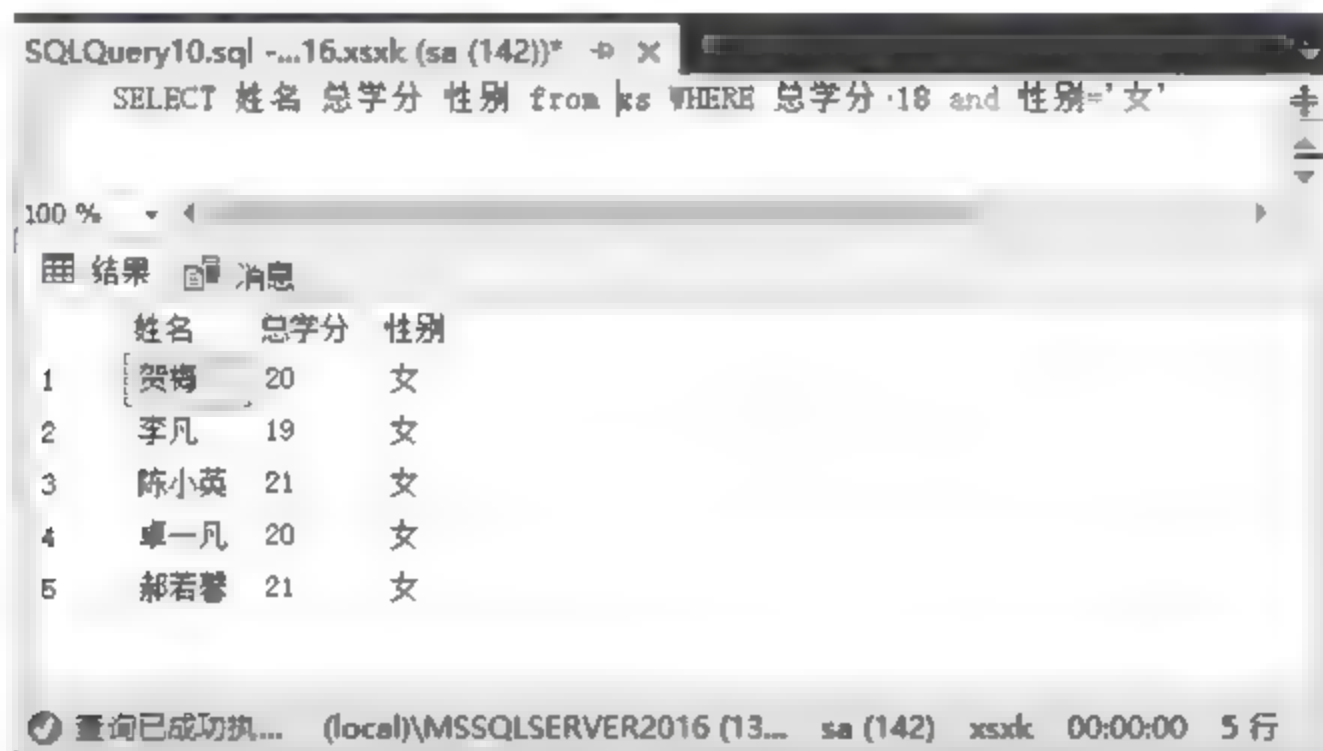 SQLQuery10.sql -...16.xsxk (sa (142))*
SELECT 姓名 总学分 性别 from xs WHERE 总学分 18 and 性别='女'
100 %
结果 消息
姓名 总学分 性别
1 贺梅 20 女
2 李凡 19 女
3 陈小英 21 女
4 卓一凡 20 女
5 郝若馨 21 女
查询已成功执... (local)\MSSQLSERVER2016 (13... sa (142) xsxk 00:00:00 5 行